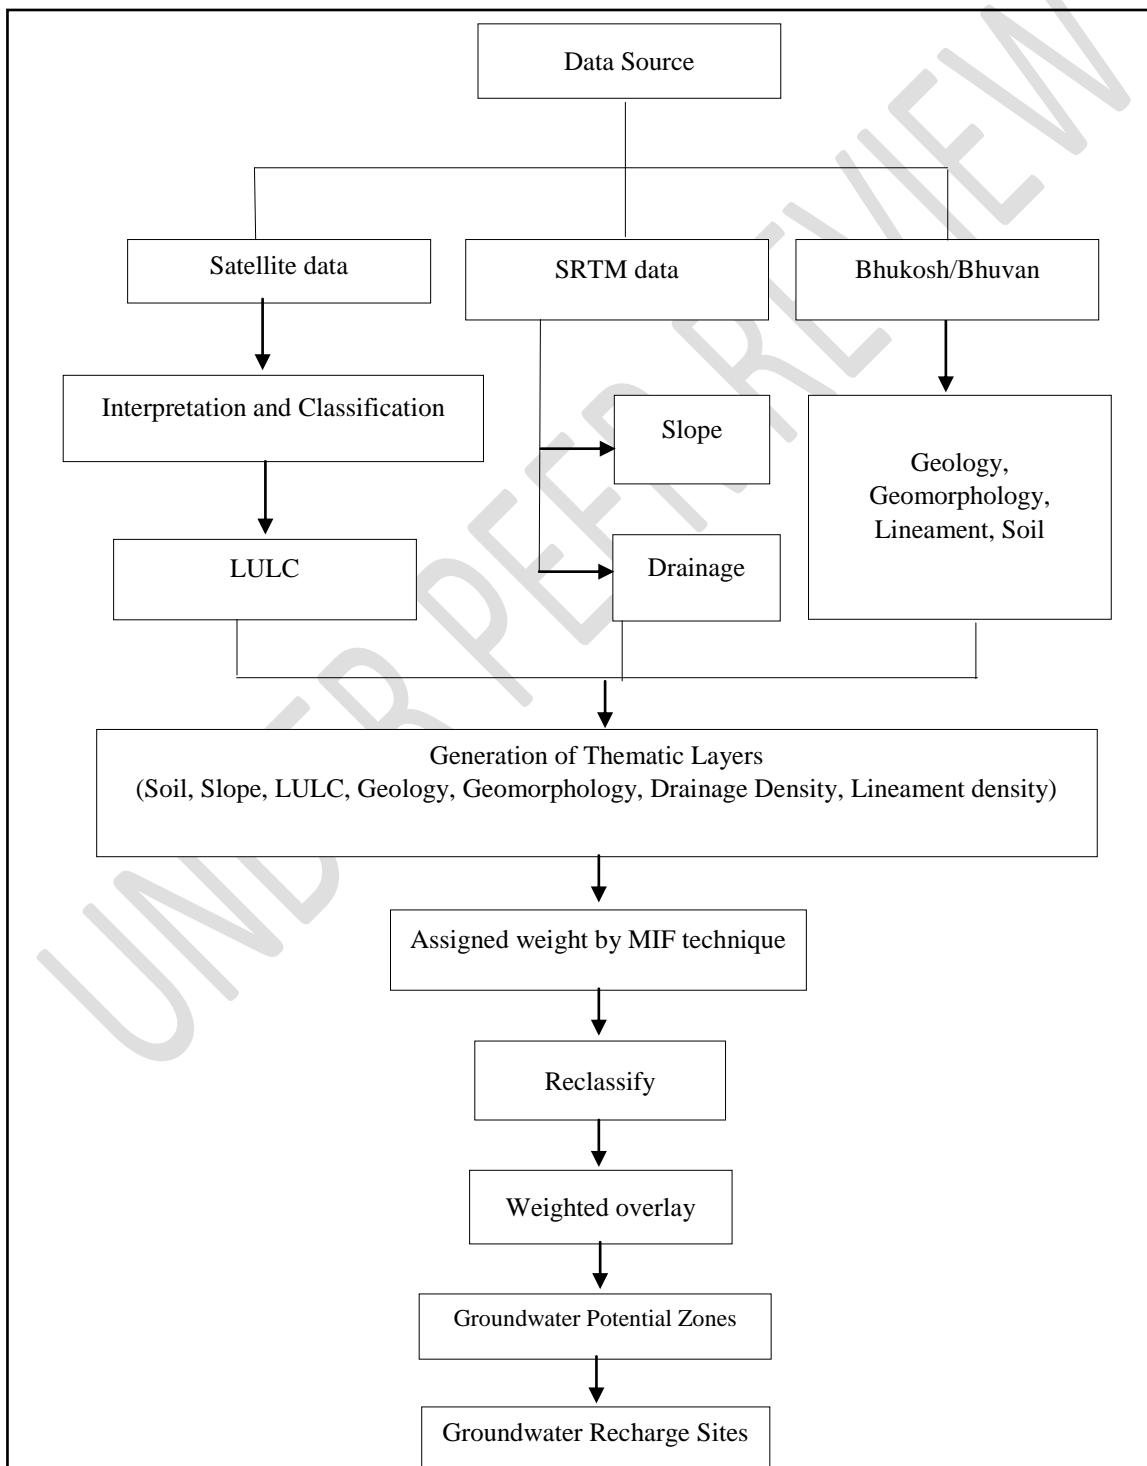 Data Source
Satellite data
SRTM data
Bhukosh/Bhuvan
Interpretation and Classification
Slope
Geology,
Geomorphology,
Lineament, Soil
LULC
Drainage
Generation of Thematic Layers
(Soil, Slope, LULC, Geology, Geomorphology, Drainage Density, Lineament density)
Assigned weight by MIF technique
Reclassify
Weighted overlay
Groundwater Potential Zones
Groundwater Recharge Sites
UNDER PEER REVIEW